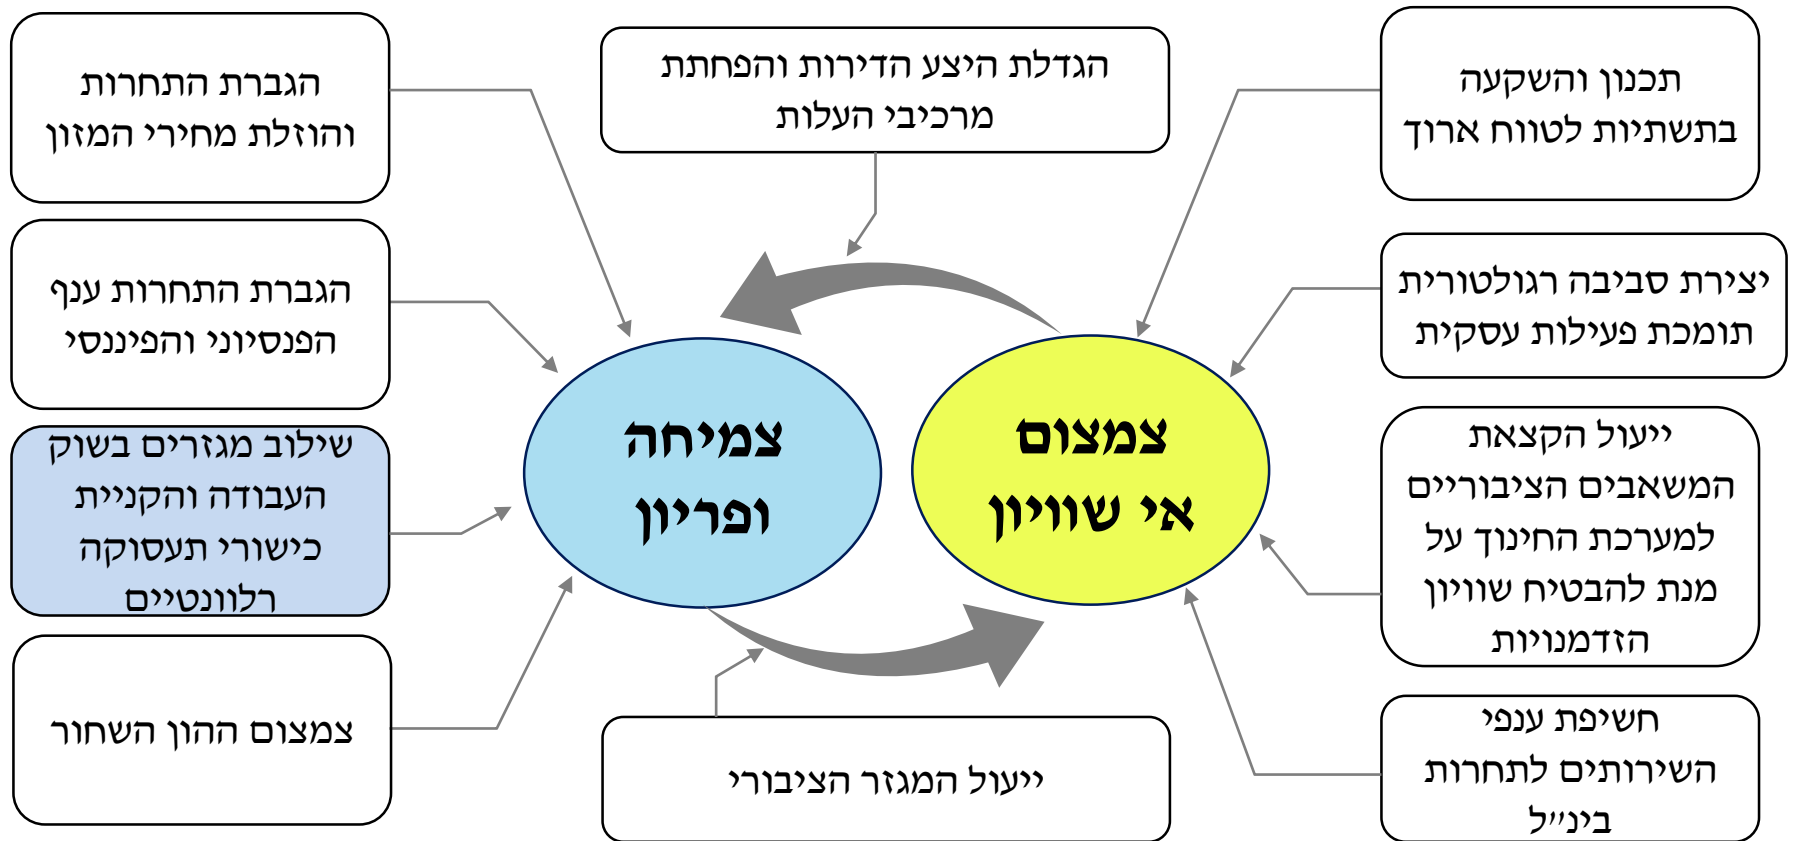 תכנון והשקעה
בתשתיות לטווח ארוך
הגדלת היצע הדירות והפחתת
מרכיבי העלות
הגברת התחרות
והוזלת מחירי המזון
יצירת סביבה רגולטורית
תומכת פעילות עסקית
הגברת התחרות ענף
הפנסיוני והפיננסי
צמצום
אי שוויון
צמיחה
ופריון
ייעול הקצאת
המשאבים הציבוריים
למערכת החינוך על
מנת להבטיח שוויון
הזדמנויות
שילוב מגזרים בשוק
העבודה והקניית
כישורי תעסוקה
רלוונטיים
חשיפת ענפי
השירותים לתחרות
בינ״ל
ייעול המגזר הציבורי
צמצום ההון השחור